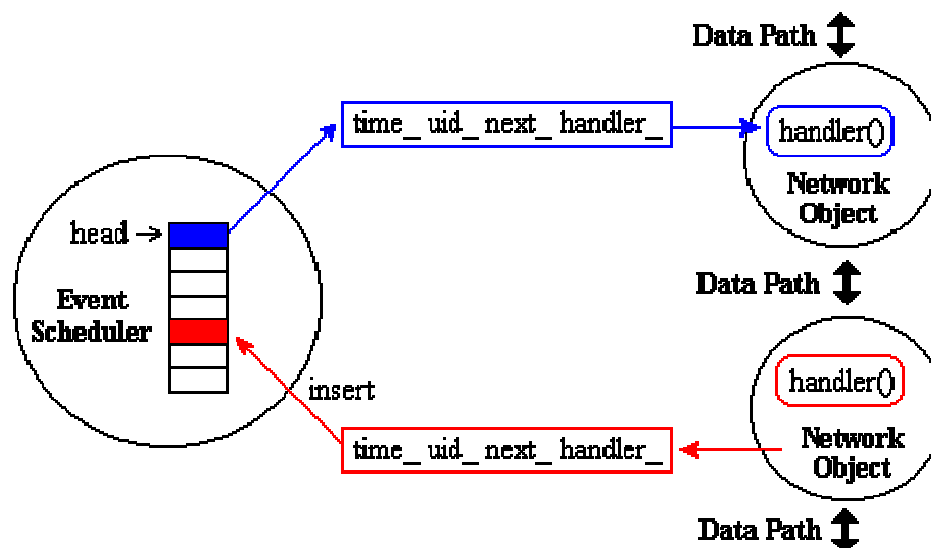 Data Path
time_ uid_ next_ handler_
handler()
Network
Object
head
Event
Scheduler
Data Path
insert
handler()
time_ uid_ next_ handler_
Network
Object
Data Path